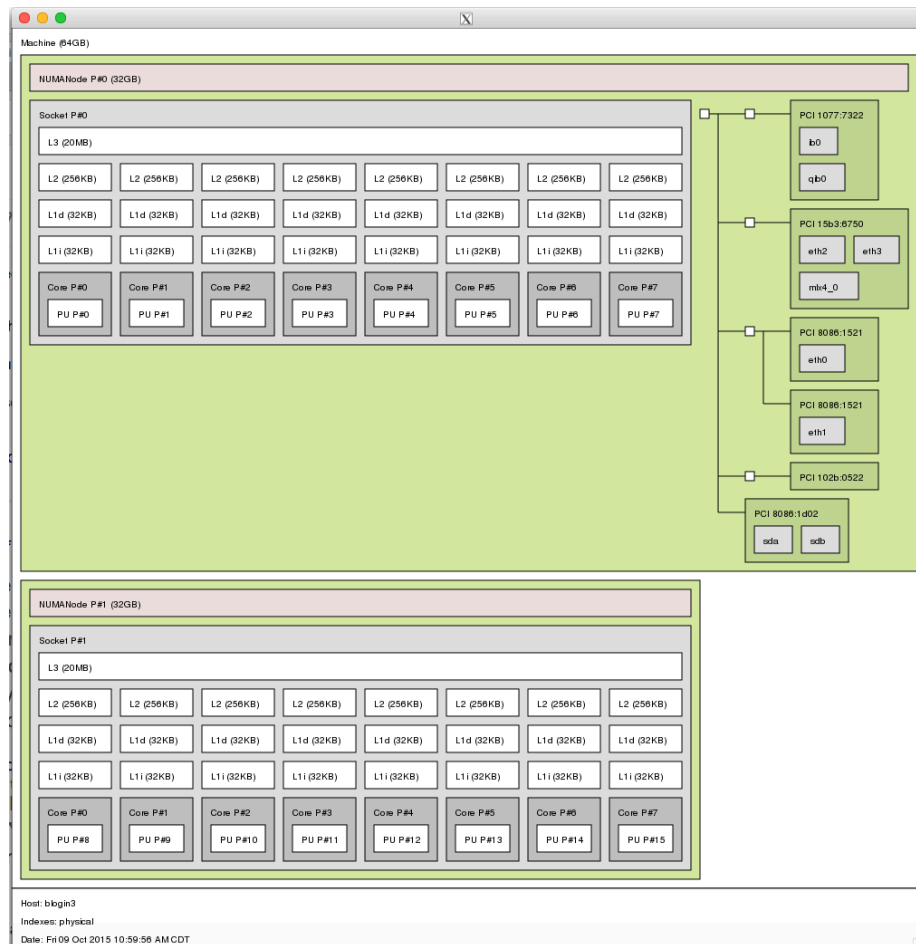 Machine (64GB)
NUMANode P#0 (32GB)
Socket P#0
L3 (20MB)
L2 (256KB) L2 (256KB) L2 (256KB) L2 (256KB) L2 (256KB) L2 (256KB) L2 (256KB) L2 (256KB)
L1d (32KB) L1d (32KB) L1d (32KB) L1d (32KB) L1d (32KB) L1d (32KB) L1d (32KB) L1d (32KB)
L1i (32KB) L1i (32KB) L1i (32KB) L1i (32KB) L1i (32KB) L1i (32KB) L1i (32KB) L1i (32KB)
Core P#0 Core P#1 Core P#2 Core P#3 Core P#4 Core P#5 Core P#6 Core P#7
PU P#0 PU P#1 PU P#2 PU P#3 PU P#4 PU P#5 PU P#6 PU P#7
PCI 1077:7322
ib0
qib0
PCI 15b3:6750
eth2 eth3
mlx4_0
PCI 8086:1521
eth0
PCI 8086:1521
eth1
PCI 102b:0522
PCI 8086:1d02
sda sdb
NUMANode P#1 (32GB)
Socket P#1
L3 (20MB)
L2 (256KB) L2 (256KB) L2 (256KB) L2 (256KB) L2 (256KB) L2 (256KB) L2 (256KB) L2 (256KB)
L1d (32KB) L1d (32KB) L1d (32KB) L1d (32KB) L1d (32KB) L1d (32KB) L1d (32KB) L1d (32KB)
L1i (32KB) L1i (32KB) L1i (32KB) L1i (32KB) L1i (32KB) L1i (32KB) L1i (32KB) L1i (32KB)
Core P#0 Core P#1 Core P#2 Core P#3 Core P#4 Core P#5 Core P#6 Core P#7
PU P#8 PU P#9 PU P#10 PU P#11 PU P#12 PU P#13 PU P#14 PU P#15
Host: blogin3
Indexes: physical
Date: Fri 09 Oct 2015 10:59:56 AM CDT